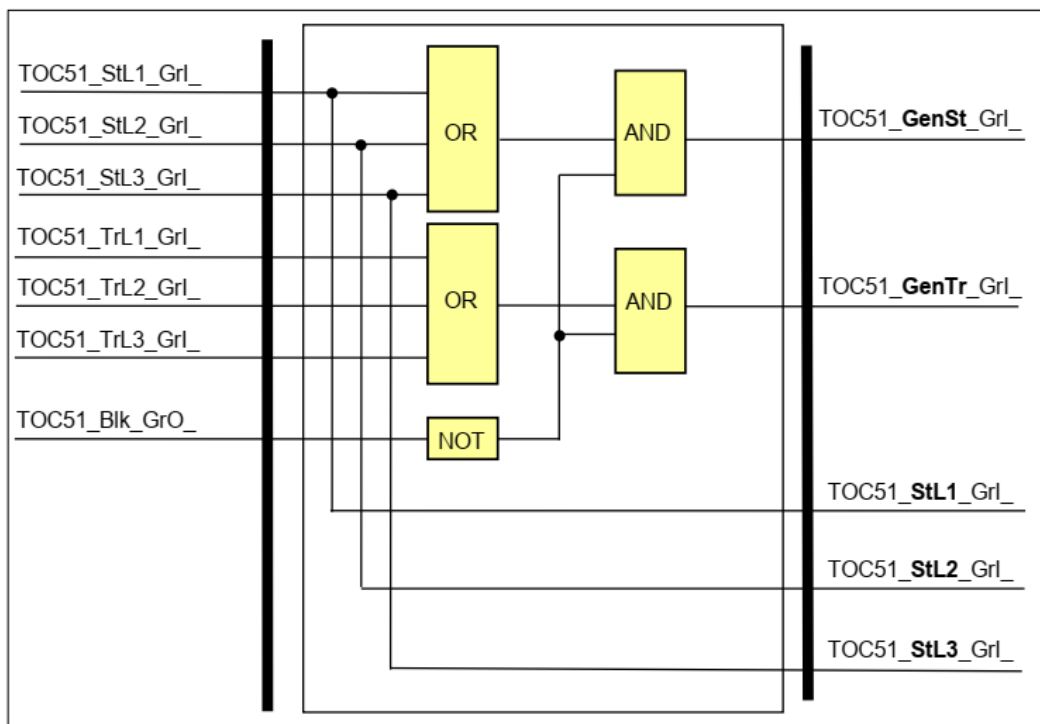 TOC51_StL1_GrI_
TOC51_StL2_GrI_
TOC51_StL3_GrI_
TOC51_TrL1_GrI_
TOC51_TrL2_GrI_
TOC51_TrL3_GrI_
TOC51_Blk_GrO_
OR
OR
NOT
AND
AND
TOC51_GenSt_GrI_
TOC51_GenTr_GrI_
TOC51_StL1_GrI_
TOC51_StL2_GrI_
TOC51_StL3_GrI_